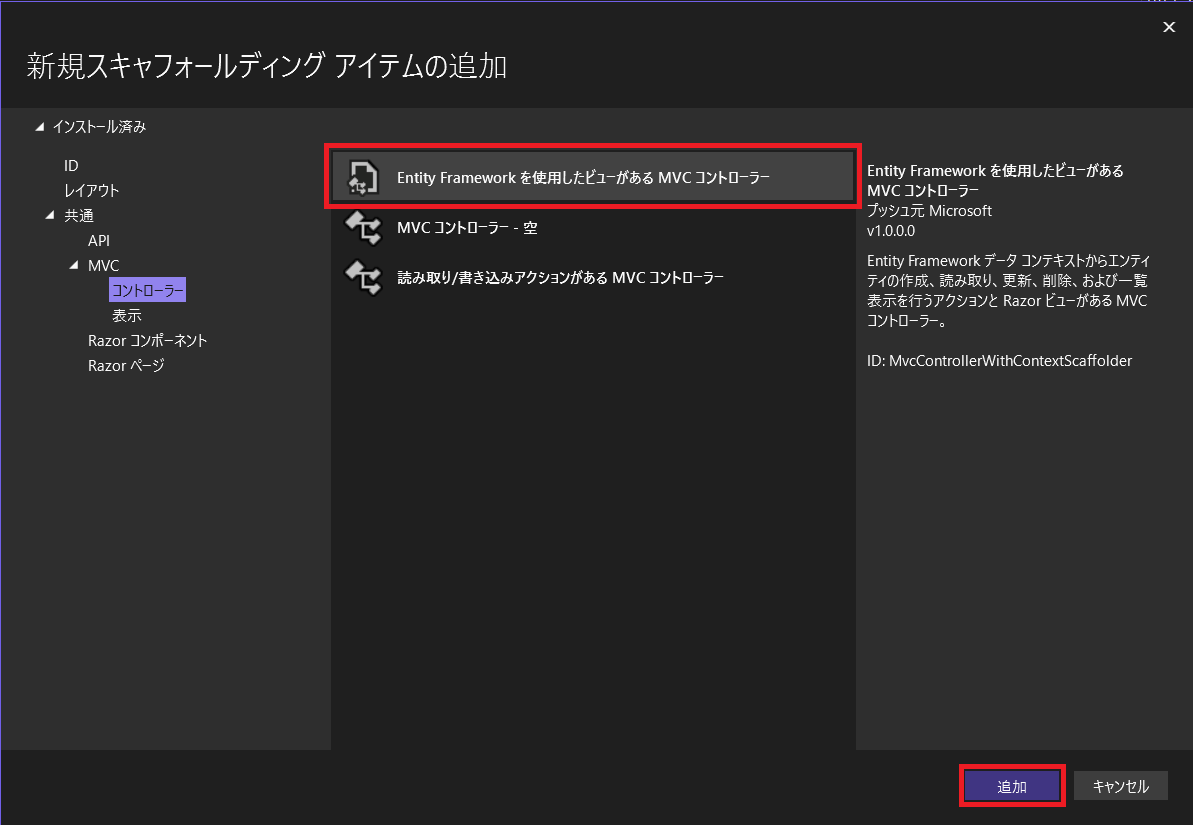 新規スキャフォールディング アイテムの追加
インストール済み
ID
レイアウト
共通
API
MVC
コントローラー
表示
Razor コンポーネント
Razor ページ
Entity Framework を使用したビューがある MVC コントローラー
MVC コントローラー - 空
読み取り/書き込みアクションがある MVC コントローラー
Entity Framework を使用したビューがある
MVC コントローラー
プッシュ元 Microsoft
v1.0.0.0
Entity Framework データ コンテキストからエンティ
ティの作成、読み取り、更新、削除、および一覧
表示を行うアクションと Razor ビューがある MVC
コントローラー。
ID: MvcControllerWithContextScaffolder
追加
キャンセル